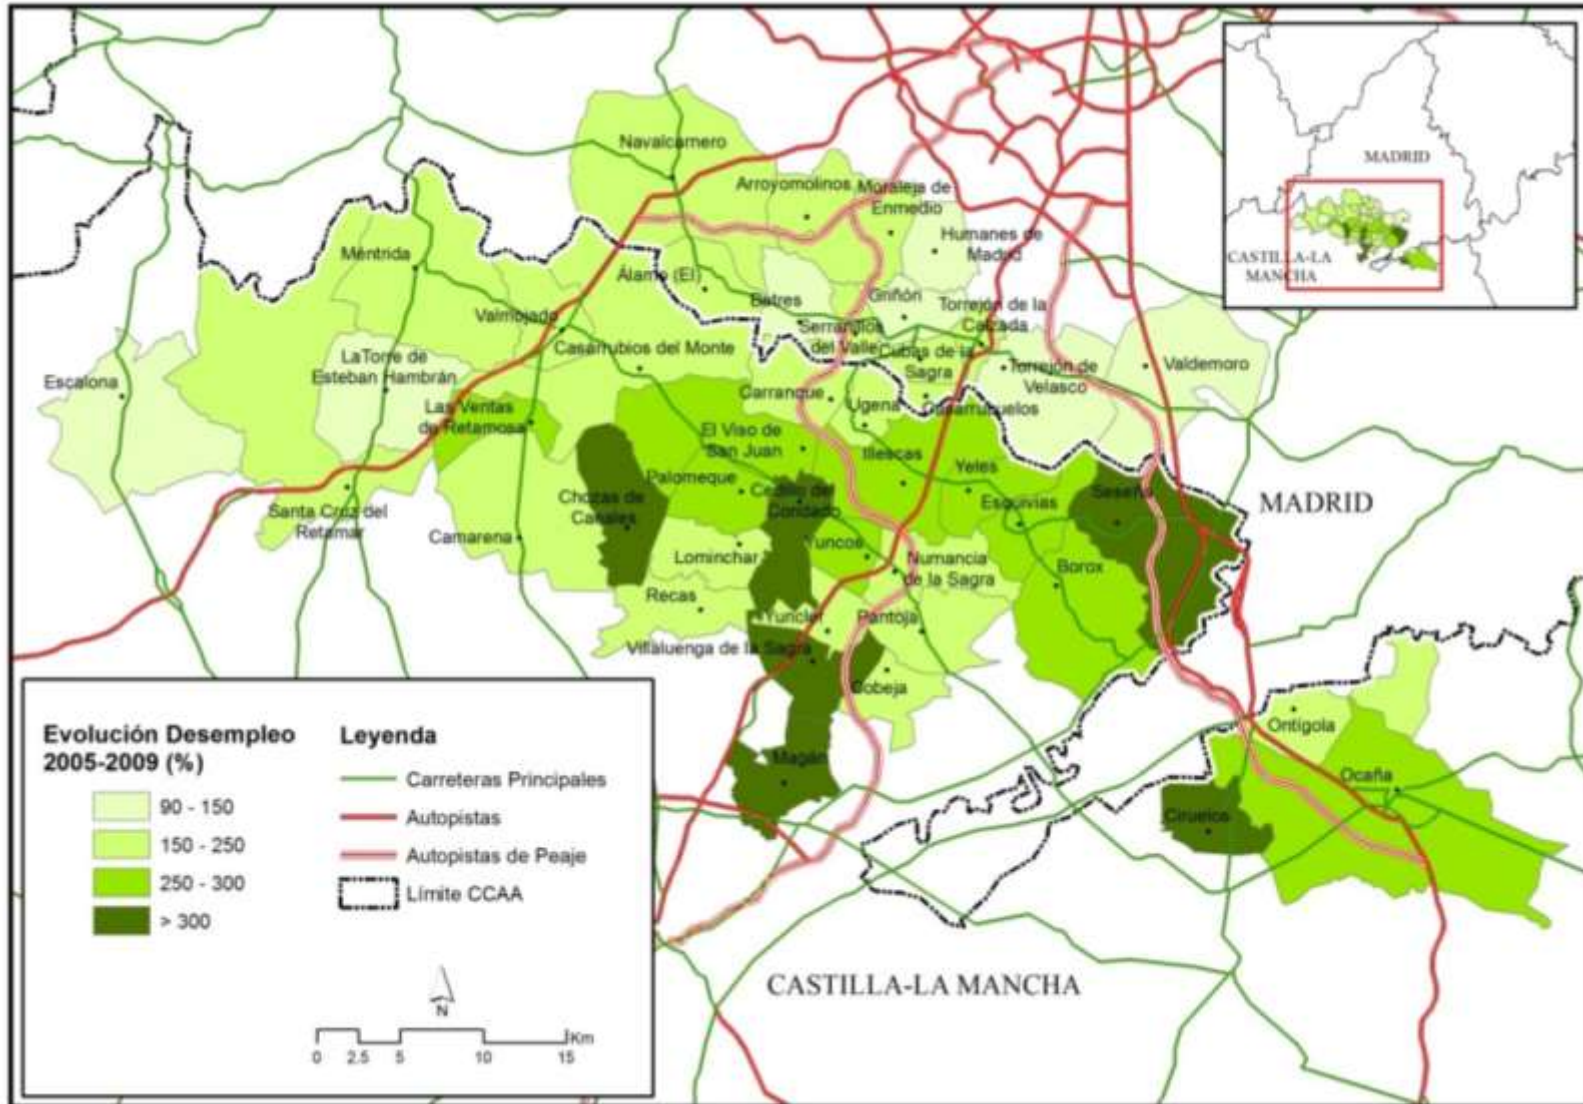 Navalcarnero
Arroyomolinos
Moraleja de
Enmedio
Humanes de
Madrid
MADRID
CASTILLA-LA
MANCHA
Méntrida
Álamo (El)
Batres
Griñón
Torrejón de la
Calzada
Valmojado
Serranillos
del Valle
Cubas de la
Sagra
Casarrubios del Monte
LaTorre de
Esteban Hambrán
Torrejón de
Velasco
Valdemoro
Escalona
Carranque
Ugena
Casarrubuelos
Las Ventas
de Retamosa
El Viso de
San Juan
Illescas
Yeles
Palomeque
Cedillo del
Condado
Chozas de
Canales
Esquivias
Seseña
MADRID
Santa Cruz del
Retamar
Camarena
Lominchar
Yuncos
Numancia
de la Sagra
Borox
Recas
Yuncler
Pantoja
Villaluenga de la Sagra
Cobeja
Magán
Ontígola
Ocaña
Ciruelos
CASTILLA-LA MANCHA
Evolución Desempleo
2005-2009 (%)
90 - 150
150 - 250
250 - 300
> 300
Leyenda
Carreteras Principales
Autopistas
Autopistas de Peaje
Límite CCAA
N
Km
0 2,5 5 10 15